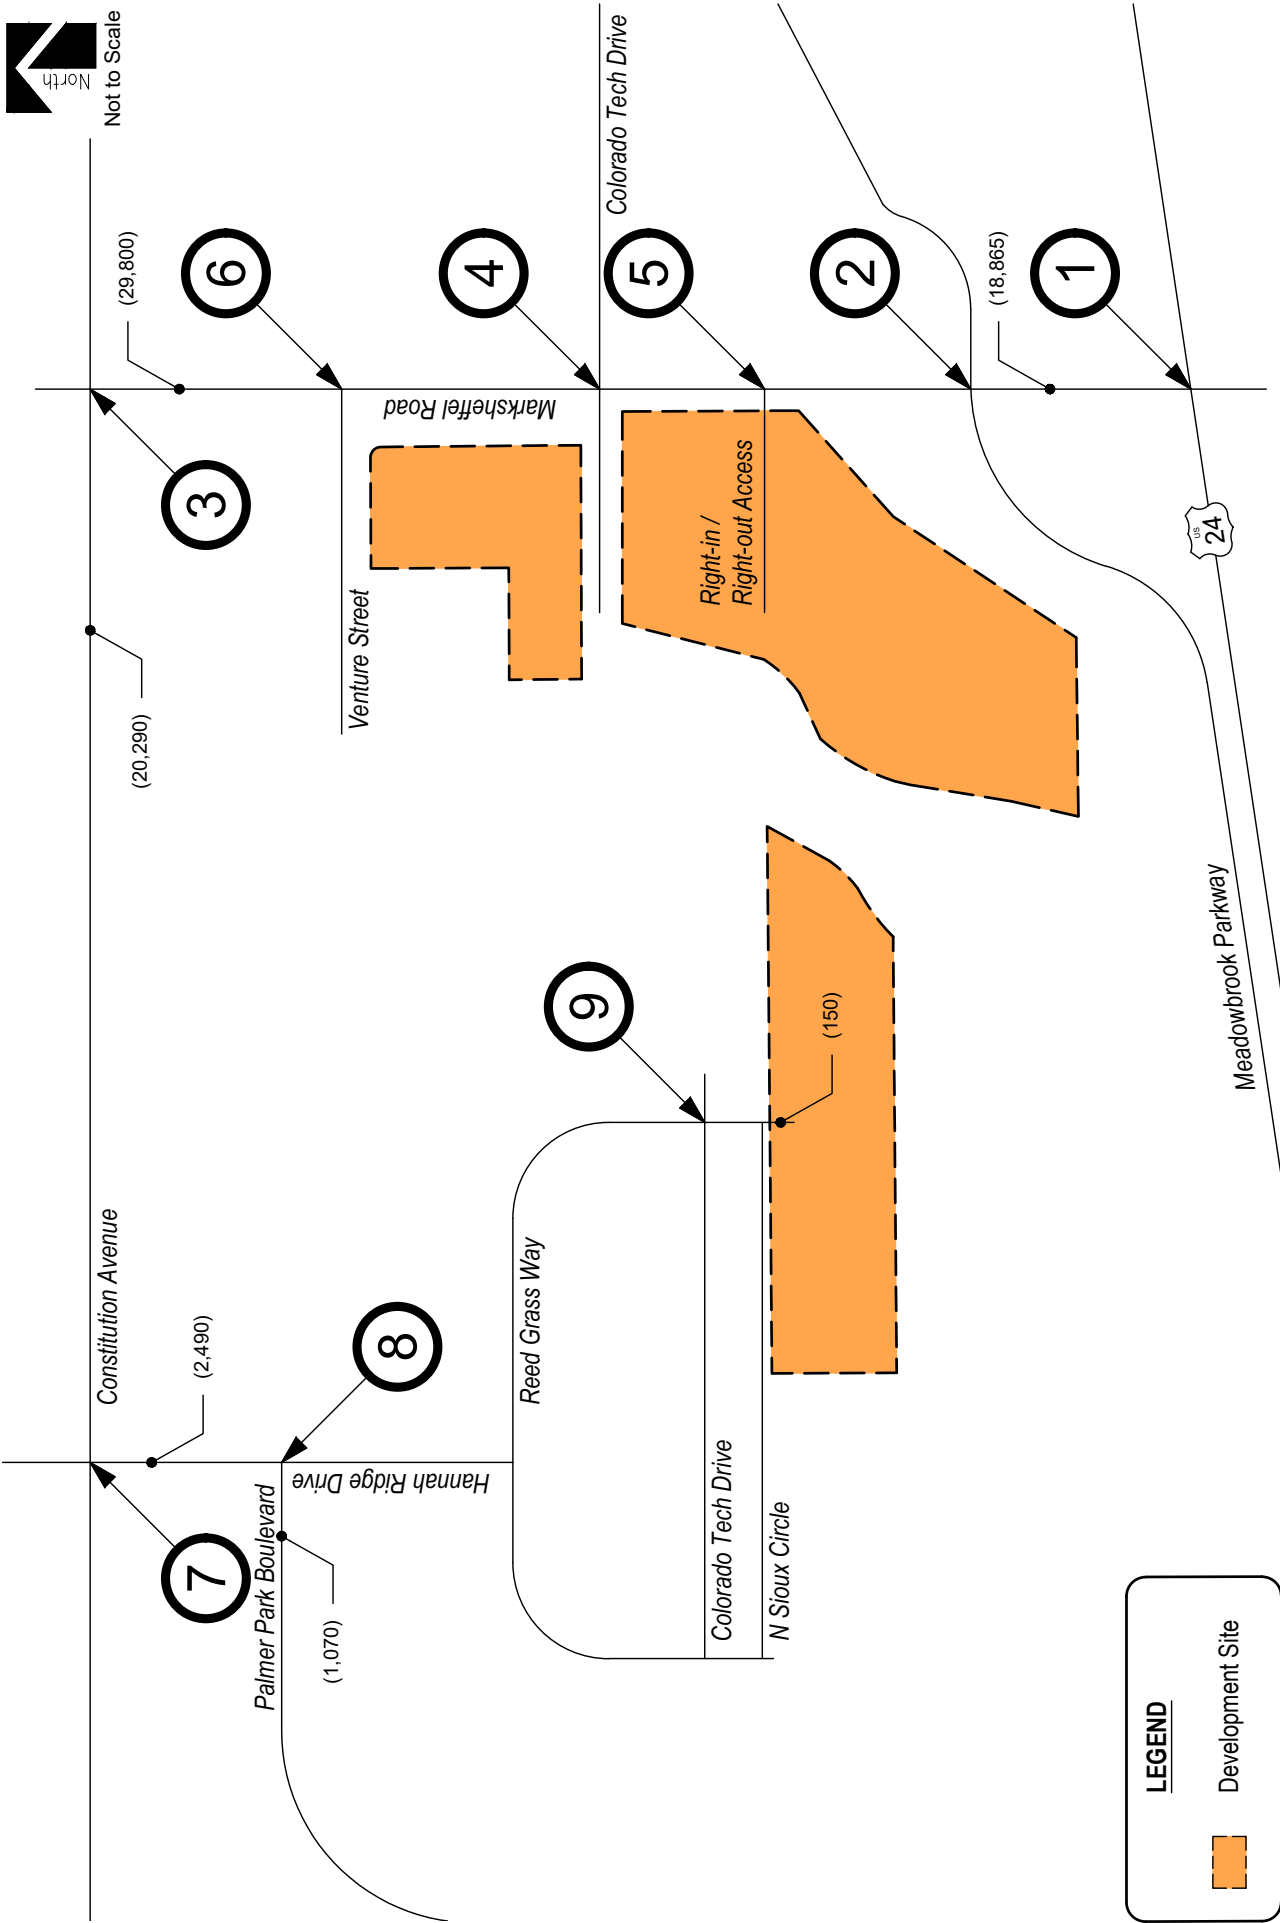 North
Not to Scale
Constitution Avenue
(29,800)
(20,290)
(2,490)
3
6
7
Venture Street
Marksheffel Road
4
Colorado Tech Drive
5
Right-in /
Right-out Access
2
(18,865)
1
US
24
Meadowbrook Parkway
8
Palmer Park Boulevard
Hannah Ridge Drive
(1,070)
Reed Grass Way
9
(150)
Colorado Tech Drive
N Sioux Circle
LEGEND
Development Site